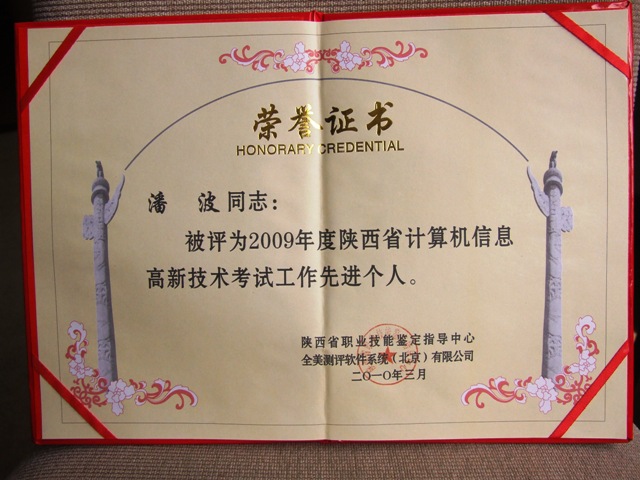 荣誉证书
HONORARY CREDENTIAL
潘 波 同志：
被评为2009年度陕西省计算机信息
高新技术考试工作先进个人。
陕西省职业技能鉴定指导中心
全美测评软件系统（北京）有限公司
二〇一〇年三月